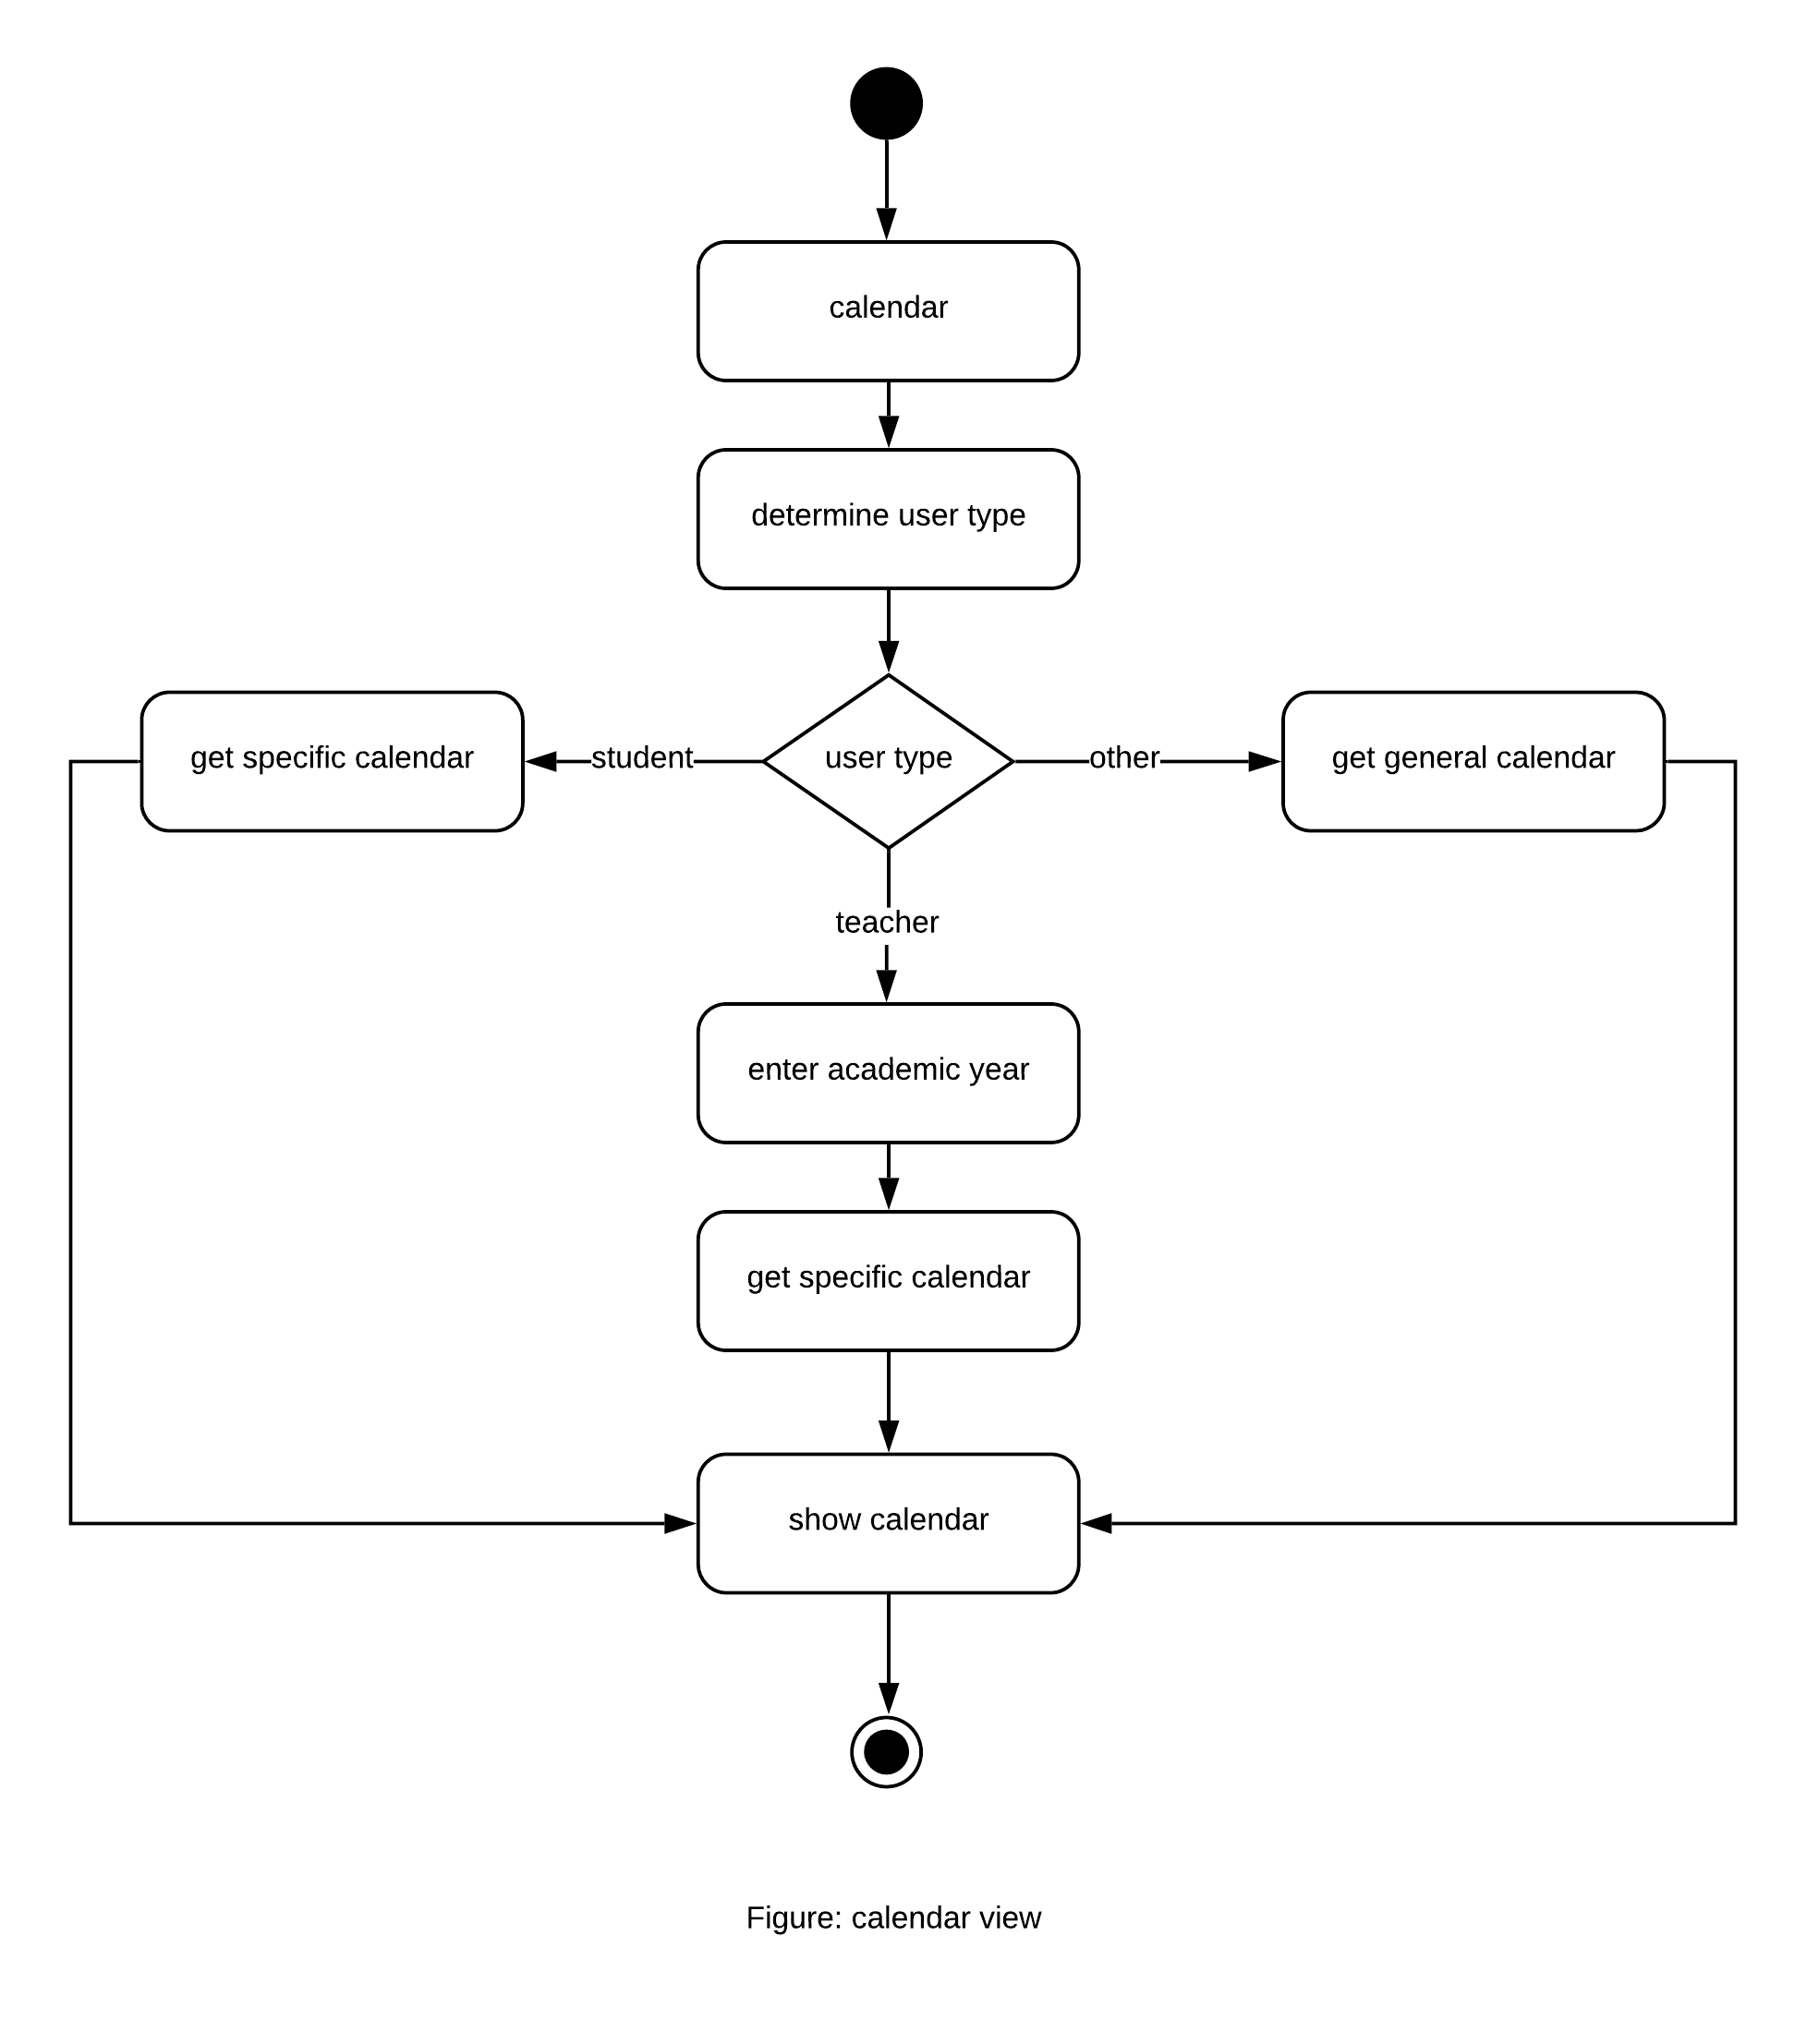 calendar
determine user type
get specific calendar
student
user type
other
get general calendar
teacher
enter academic year
get specific calendar
show calendar
Figure: calendar view